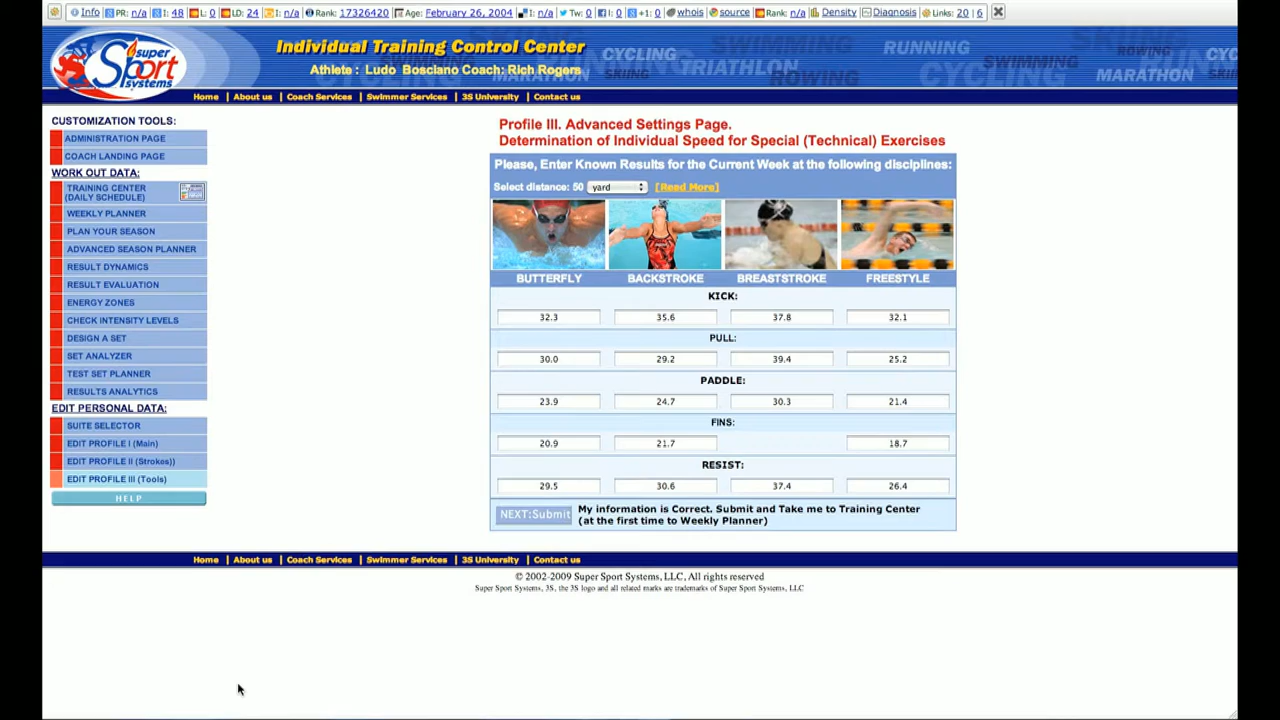 Info | PR: n/a | I: 48 | L: 0 | LD: 24 | I: n/a | Rank: 17326420 | Age: February 26, 2004 | I: n/a | Tw: 0 | I: 0 | +1: 0 | whois | source | Rank: n/a | Density | Diagnosis | Links: 20 | 6
super Sport systems
Individual Training Control Center
Athlete : Ludo Bosciano Coach: Rich Rogers
SWIMMING RUNNING SKIING
CYCLING ROWING SWIMMING CYCLING
SKIING TRIATHLON ROWING CYCLING MARATHON
Home | About us | Coach Services | Swimmer Services | 3S University | Contact us
CUSTOMIZATION TOOLS:
ADMINISTRATION PAGE
COACH LANDING PAGE
WORK OUT DATA:
TRAINING CENTER
(DAILY SCHEDULE)
WEEKLY PLANNER
PLAN YOUR SEASON
ADVANCED SEASON PLANNER
RESULT DYNAMICS
RESULT EVALUATION
ENERGY ZONES
CHECK INTENSITY LEVELS
DESIGN A SET
SET ANALYZER
TEST SET PLANNER
RESULTS ANALYTICS
EDIT PERSONAL DATA:
SUITE SELECTOR
EDIT PROFILE I (Main)
EDIT PROFILE II (Strokes))
EDIT PROFILE III (Tools)
HELP
Profile III. Advanced Settings Page.
Determination of Individual Speed for Special (Technical) Exercises
Please, Enter Known Results for the Current Week at the following disciplines:
Select distance: 50 yard [Read More]
BUTTERFLY BACKSTROKE BREASTSTROKE FREESTYLE
KICK:
32.3 35.6 37.8 32.1
PULL:
30.0 29.2 39.4 25.2
PADDLE:
23.9 24.7 30.3 21.4
FINS:
20.9 21.7 18.7
RESIST:
29.5 30.6 37.4 26.4
NEXT:Submit My information is Correct. Submit and Take me to Training Center
(at the first time to Weekly Planner)
Home | About us | Coach Services | Swimmer Services | 3S University | Contact us
© 2002-2009 Super Sport Systems, LLC, All rights reserved
Super Sport Systems, 3S, the 3S logo and all related marks are trademarks of Super Sport Systems, LLC